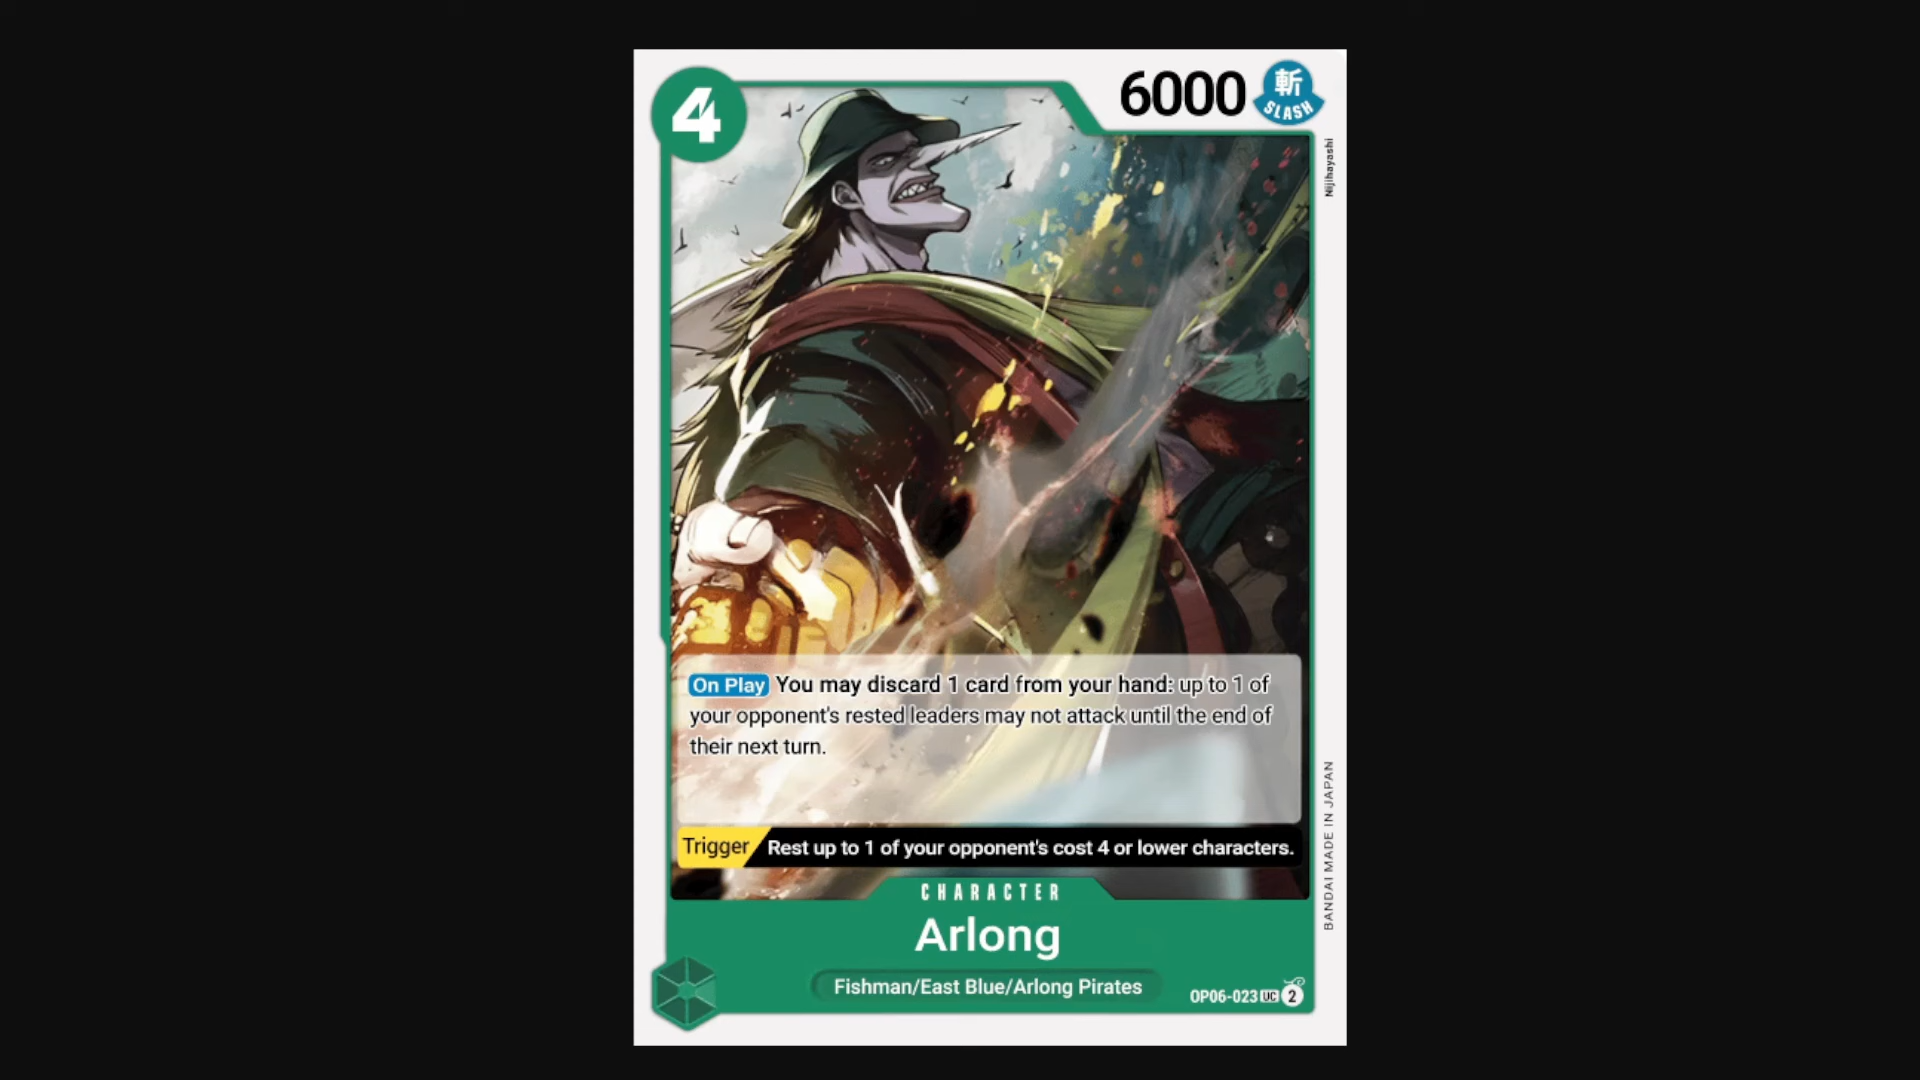 4
6000
斬
SLASH
Nijihayashi
On Play You may discard 1 card from your hand: up to 1 of
your opponent's rested leaders may not attack until the end of
their next turn.
Trigger Rest up to 1 of your opponent's cost 4 or lower characters.
CHARACTER
Arlong
Fishman/East Blue/Arlong Pirates
OP06-023 UC 2
BANDAI MADE IN JAPAN